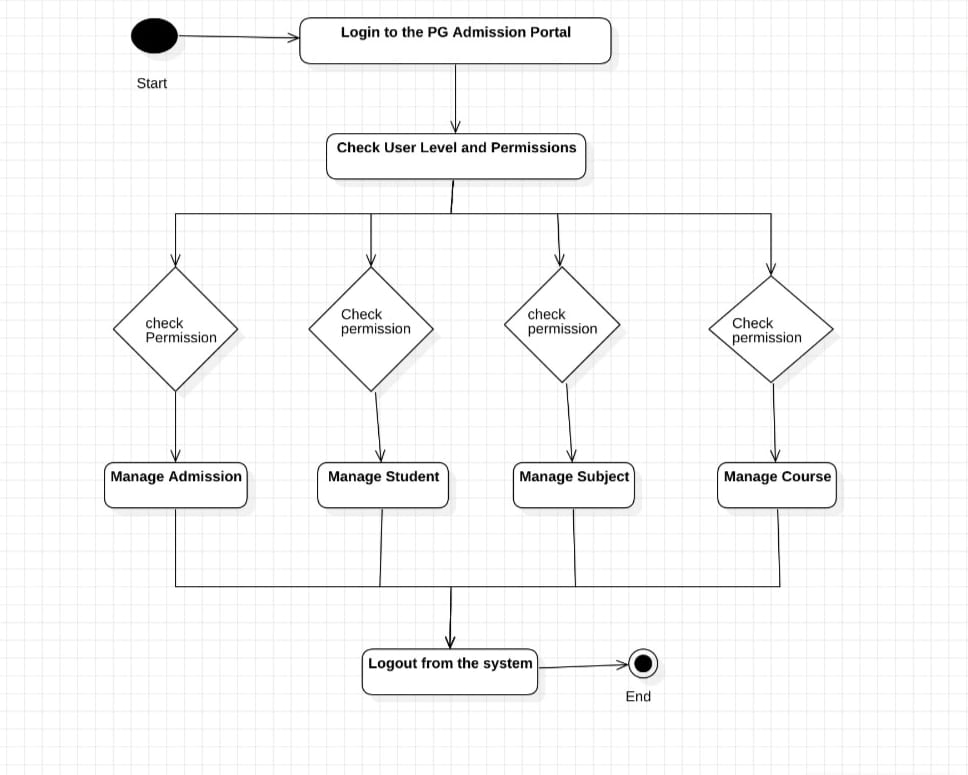 Login to the PG Admission Portal
Start
Check User Level and Permissions
check
Permission
Check
permission
check
permission
Check
permission
Manage Admission
Manage Student
Manage Subject
Manage Course
Logout from the system
End